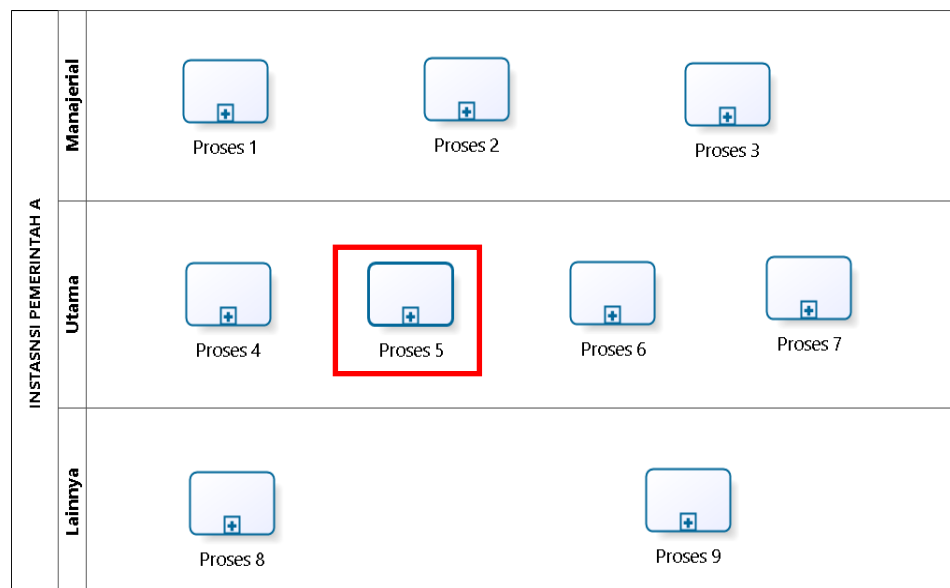 INSTASNSI PEMERINTAH A
Manajerial
Proses 1
Proses 2
Proses 3
Utama
Proses 4
Proses 5
Proses 6
Proses 7
Lainnya
Proses 8
Proses 9